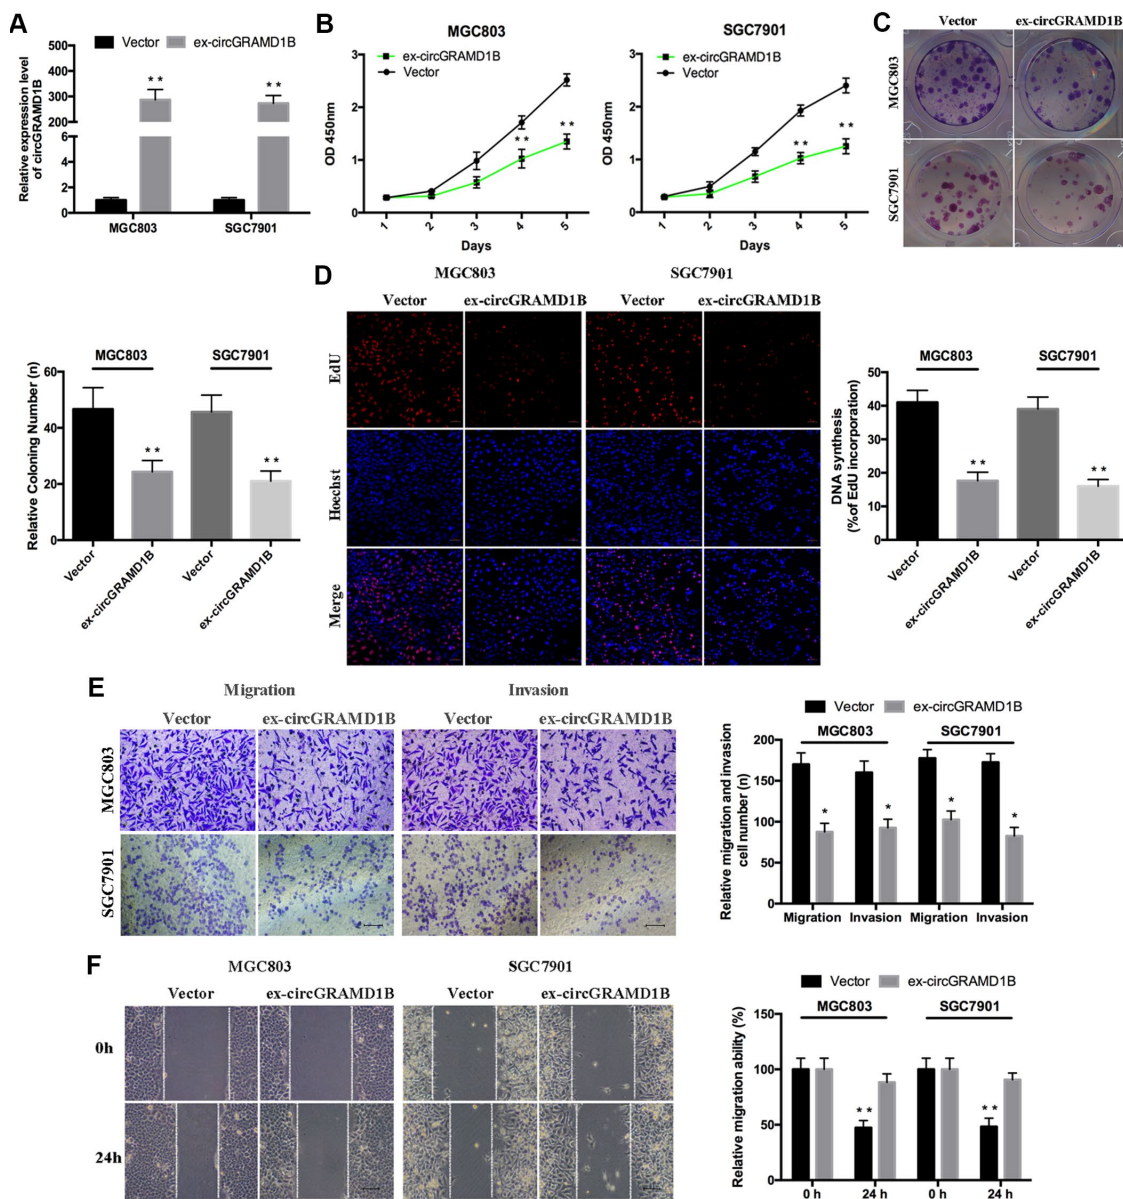 A
Vector ex-circGRAMD1B
Relative expression level
of circGRAMD1B
500
400
300
200
100
6
4
2
0
**
**
MGC803 SGC7901
B
MGC803
ex-circGRAMD1B
Vector
OD 450nm
3
2
1
0
**
**
1 2 3 4 5
Days
SGC7901
ex-circGRAMD1B
Vector
OD 450nm
3
2
1
0
**
**
1 2 3 4 5
Days
C
Vector ex-circGRAMD1B
MGC803
SGC7901
Relative Coloning Number (n)
MGC803 SGC7901
60
40
20
0
**
**
Vector ex-circGRAMD1B Vector ex-circGRAMD1B
D
MGC803 SGC7901
Vector ex-circGRAMD1B Vector ex-circGRAMD1B
EdU
Hoechst
Merge
DNA synthesis
(%of EdU incorporation)
MGC803 SGC7901
50
40
30
20
10
0
**
**
Vector ex-circGRAMD1B Vector ex-circGRAMD1B
E
Migration Invasion
Vector ex-circGRAMD1B Vector ex-circGRAMD1B
MGC803
SGC7901
Vector ex-circGRAMD1B
MGC803 SGC7901
Relative migration and invasion
cell number (n)
200
150
100
50
0
*
*
*
*
Migration Invasion Migration Invasion
F
MGC803 SGC7901
Vector ex-circGRAMD1B Vector ex-circGRAMD1B
0h
24h
Vector ex-circGRAMD1B
MGC803 SGC7901
Relative migration ability (%)
150
100
50
0
**
**
0 h 24 h 0 h 24 h